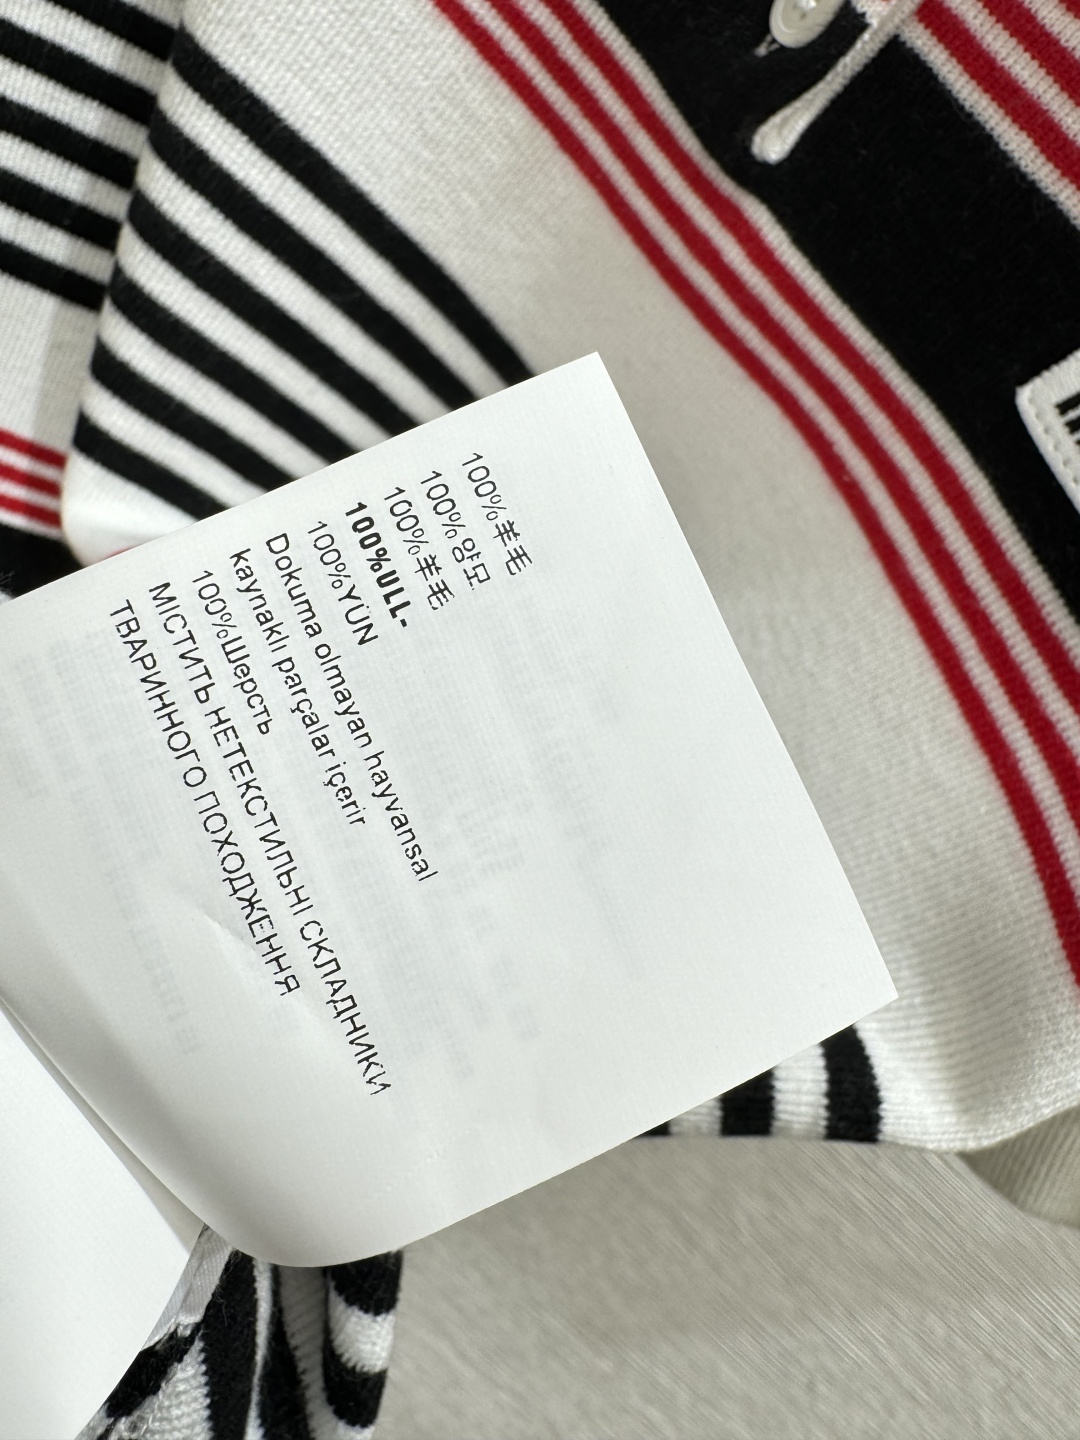 100%羊毛
100%양모
100%羊毛
100%ULL-
100%YÜN
Dokuma olmayan hayvansal
kaynaklı parçalar içerir
100%Шерсть
МІСТИТЬ НЕТЕКСТИЛЬНІ СКЛАДНИКИ
ТВАРИННОГО ПОХОДЖЕННЯ